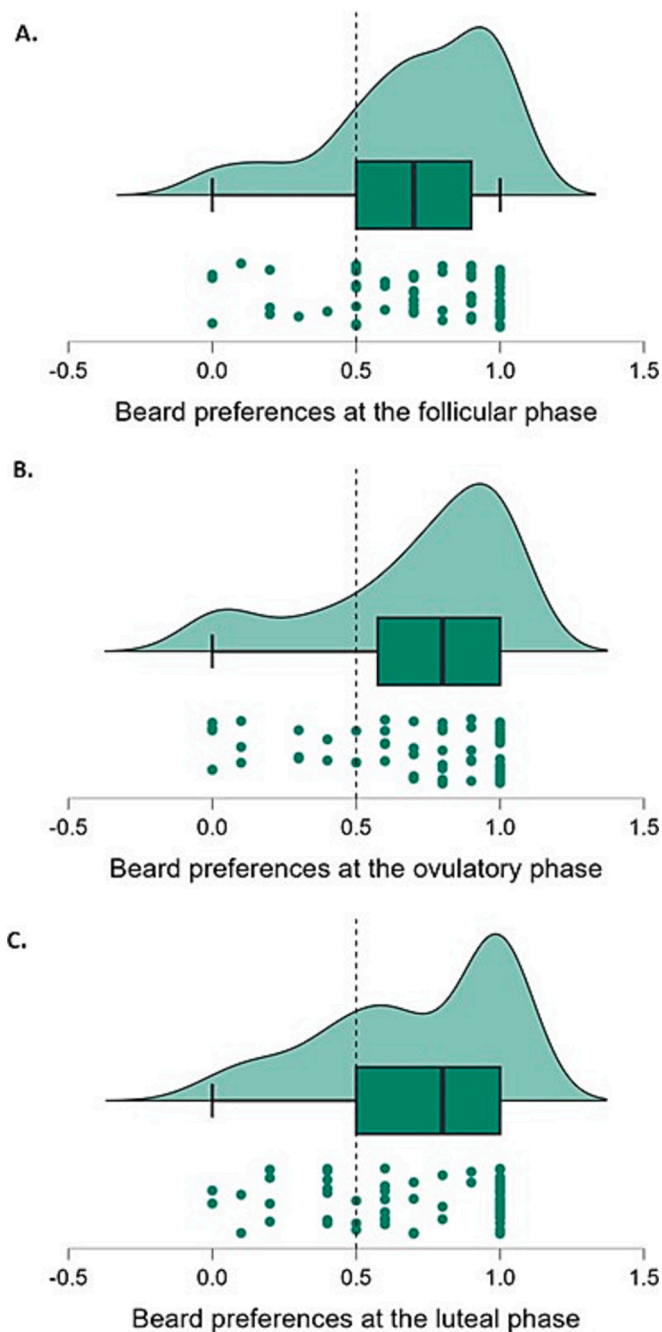 A.
-0.5 0.0 0.5 1.0 1.5
Beard preferences at the follicular phase
B.
-0.5 0.0 0.5 1.0 1.5
Beard preferences at the ovulatory phase
C.
-0.5 0.0 0.5 1.0 1.5
Beard preferences at the luteal phase